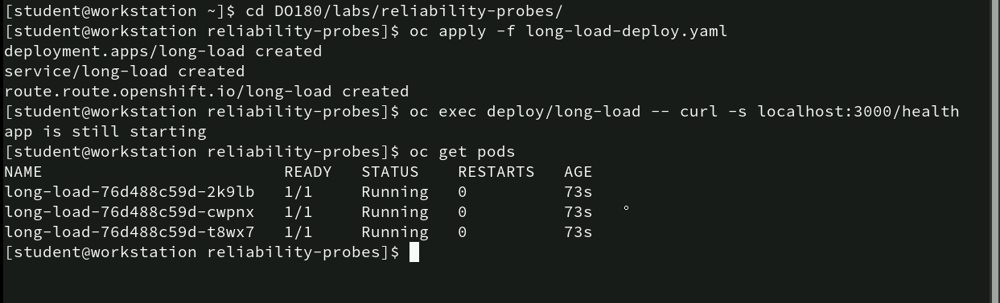 [student@workstation ~]$ cd DO180/labs/reliability-probes/
[student@workstation reliability-probes]$ oc apply -f long-load-deploy.yaml
deployment.apps/long-load created
service/long-load created
route.route.openshift.io/long-load created
[student@workstation reliability-probes]$ oc exec deploy/long-load -- curl -s localhost:3000/health
app is still starting
[student@workstation reliability-probes]$ oc get pods
NAME                         READY   STATUS    RESTARTS   AGE
long-load-76d488c59d-2k9lb   1/1     Running   0          73s
long-load-76d488c59d-cwpnx   1/1     Running   0          73s
long-load-76d488c59d-t8wx7   1/1     Running   0          73s
[student@workstation reliability-probes]$